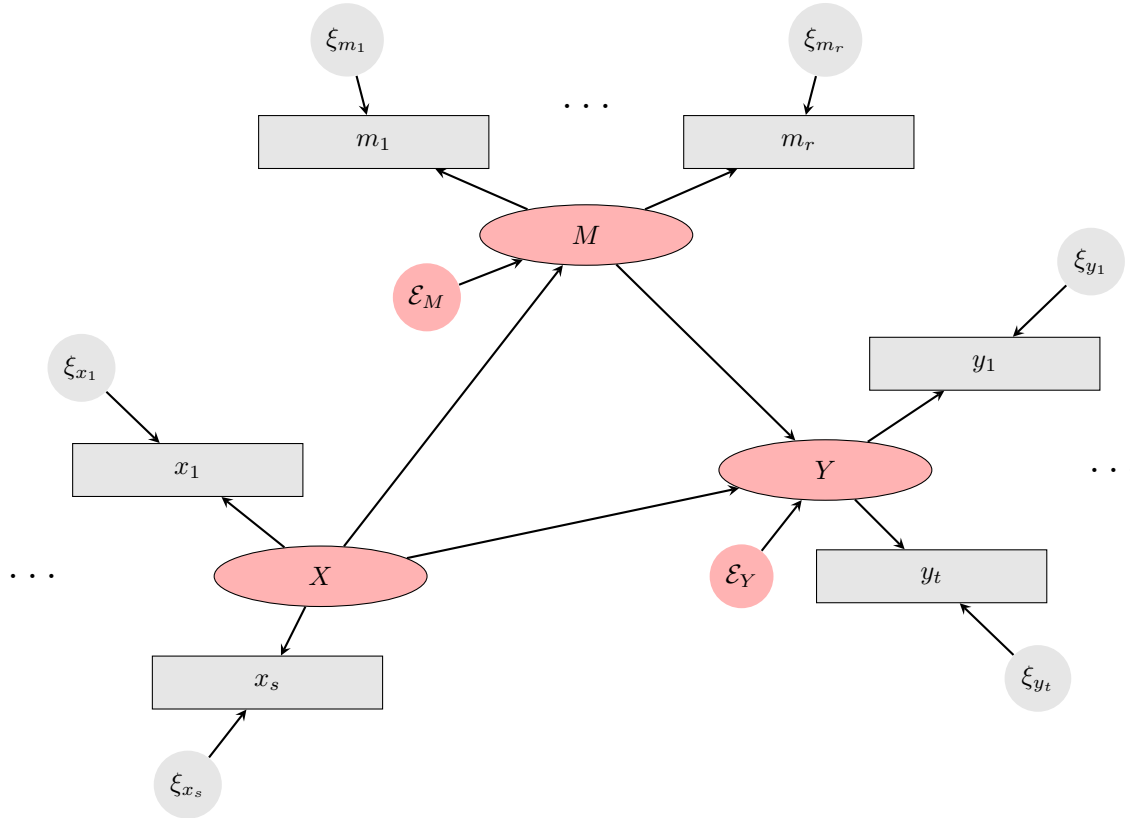 ξ_{m_1}
ξ_{m_r}
. . .
m_1
m_r
M
ξ_{y_1}
ℰ_M
y_1
ξ_{x_1}
x_1
Y
. .
. . .
X
ℰ_Y
y_t
x_s
ξ_{y_t}
ξ_{x_s}